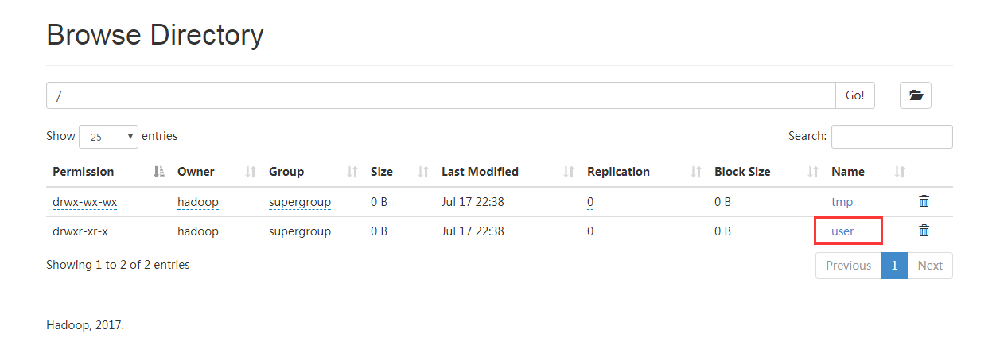 Browse Directory
/ Go!
Show 25 entries Search:
Permission Owner Group Size Last Modified Replication Block Size Name
drwx-wx-wx hadoop supergroup 0 B Jul 17 22:38 0 0 B tmp
drwxr-xr-x hadoop supergroup 0 B Jul 17 22:38 0 0 B user
Showing 1 to 2 of 2 entries Previous 1 Next
Hadoop, 2017.